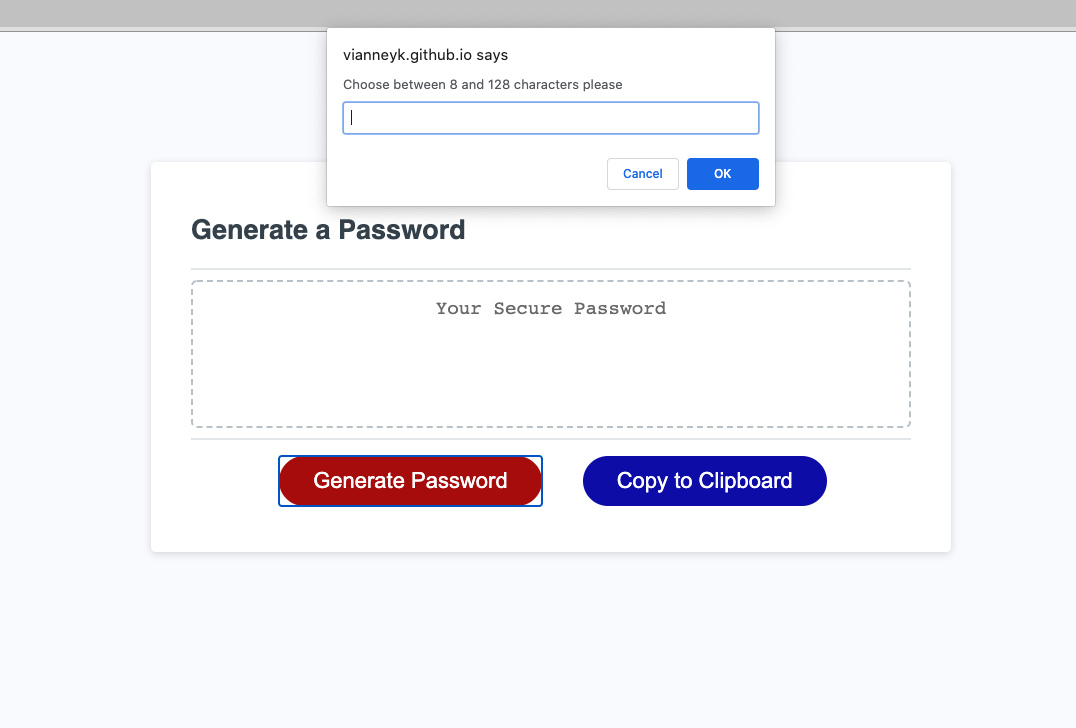 vianneyk.github.io says
Choose between 8 and 128 characters please
Cancel OK
Generate a Password
Your Secure Password
Generate Password Copy to Clipboard